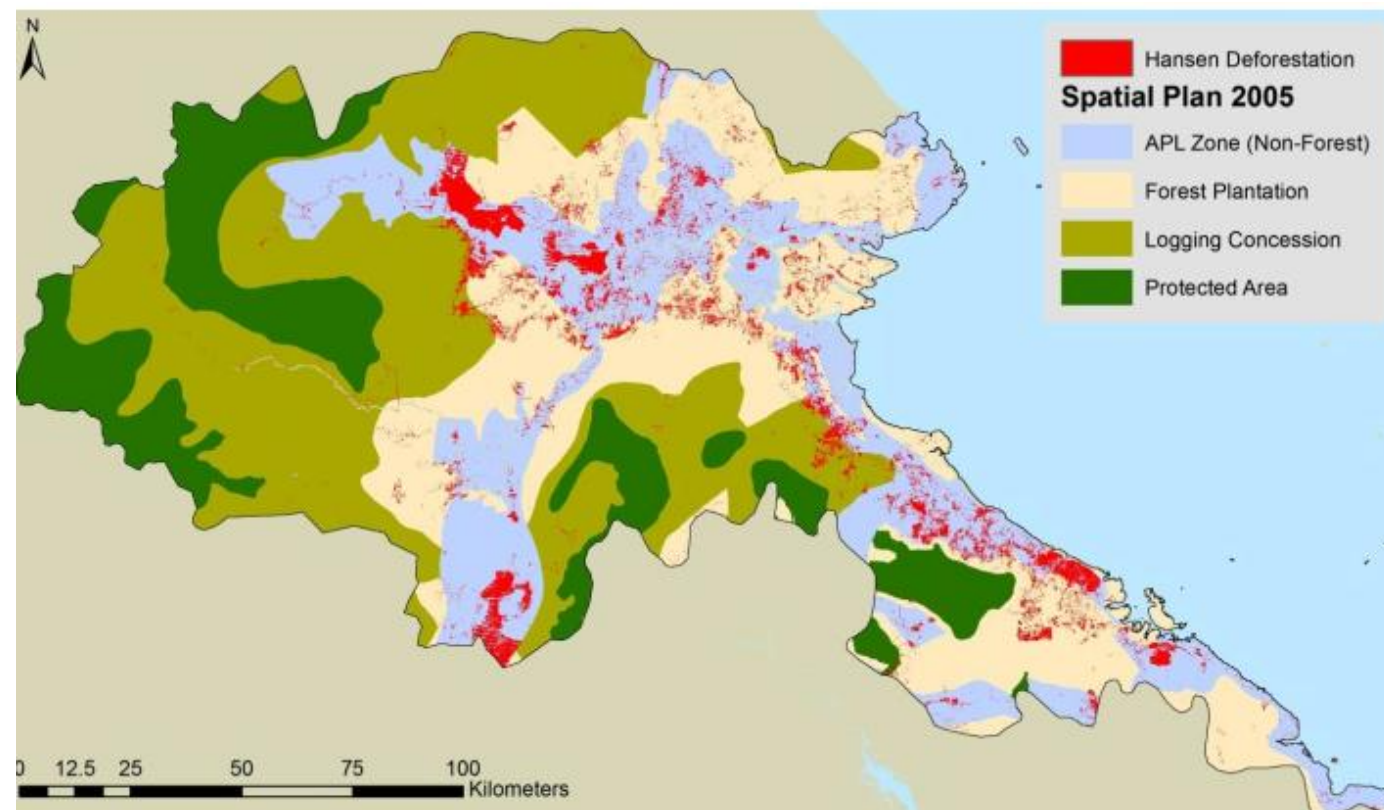 N
Hansen Deforestation
Spatial Plan 2005
APL Zone (Non-Forest)
Forest Plantation
Logging Concession
Protected Area
0 12.5 25 50 75 100
Kilometers